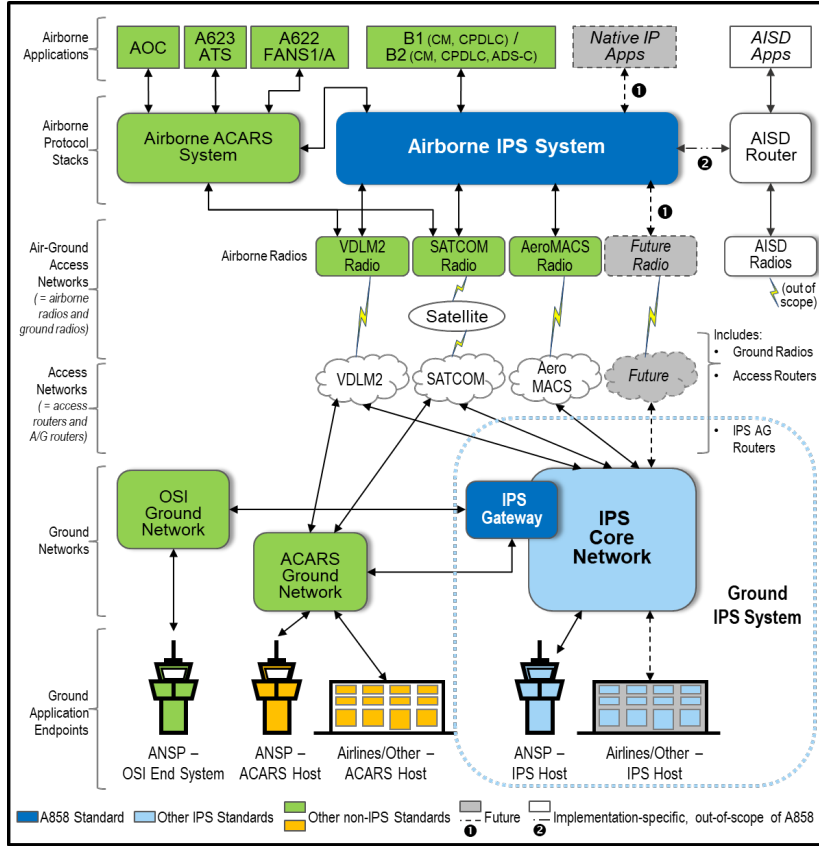 Airborne
Applications
AOC
A623
ATS
A622
FANS1/A
B1 (CM, CPDLC) /
B2 (CM, CPDLC, ADS-C)
Native IP
Apps
AISD
Apps
❶
Airborne
Protocol
Stacks
Airborne ACARS
System
Airborne IPS System
❷
AISD
Router
❶
Air-Ground
Access
Networks
(= airborne
radios and
ground radios)
Airborne Radios
VDLM2
Radio
SATCOM
Radio
AeroMACS
Radio
Future
Radio
AISD
Radios
(out of
scope)
Satellite
Includes:
• Ground Radios
• Access Routers
• IPS AG
Routers
Access
Networks
(= access
routers and
A/G routers)
VDLM2
SATCOM
Aero
MACS
Future
Ground
Networks
OSI
Ground
Network
IPS
Gateway
IPS
Core
Network
ACARS
Ground
Network
Ground
IPS System
Ground
Application
Endpoints
ANSP –
OSI End System
ANSP –
ACARS Host
Airlines/Other –
ACARS Host
ANSP –
IPS Host
Airlines/Other –
IPS Host
A858 Standard
Other IPS Standards
Other non-IPS Standards
Future
❶
Implementation-specific, out-of-scope of A858
❷